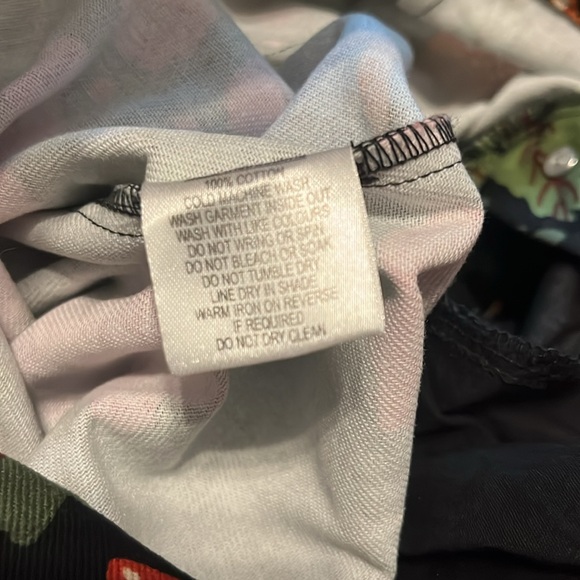 100% COTTON
COLD MACHINE WASH
WASH GARMENT INSIDE OUT
WASH WITH LIKE COLOURS
DO NOT WRING OR SPIN
DO NOT BLEACH OR SOAK
DO NOT TUMBLE DRY
LINE DRY IN SHADE
WARM IRON ON REVERSE
IF REQUIRED
DO NOT DRY CLEAN